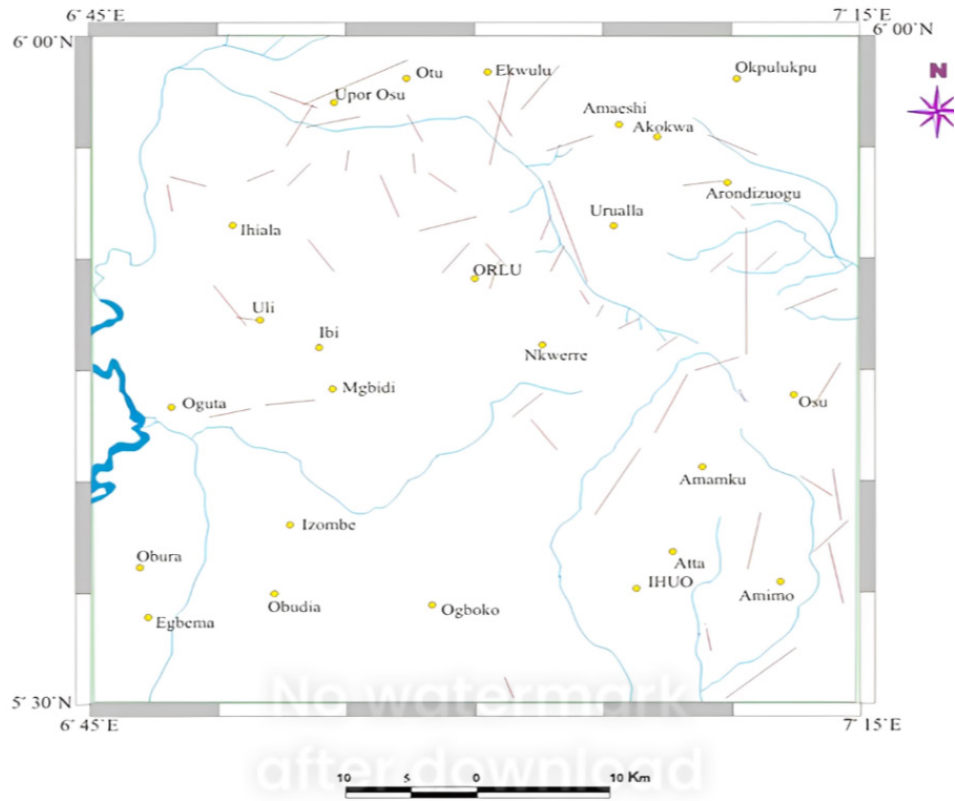 6° 45' E
7° 15' E
6° 00' N
6° 00' N
N
Otu
Ekwulu
Okpulukpu
Upor Osu
Amaeshi
Akokwa
Arondizuogu
Urualla
Ihiala
ORLU
Uli
Ibi
Nkwerre
Mgbidi
Oguta
Osu
Amamku
Izombe
Obura
Atta
IHUO
Amimo
Obudia
Ogboko
Egbema
5° 30' N
6° 45' E
7° 15' E
No watermark
after download
10 5 0 10 Km